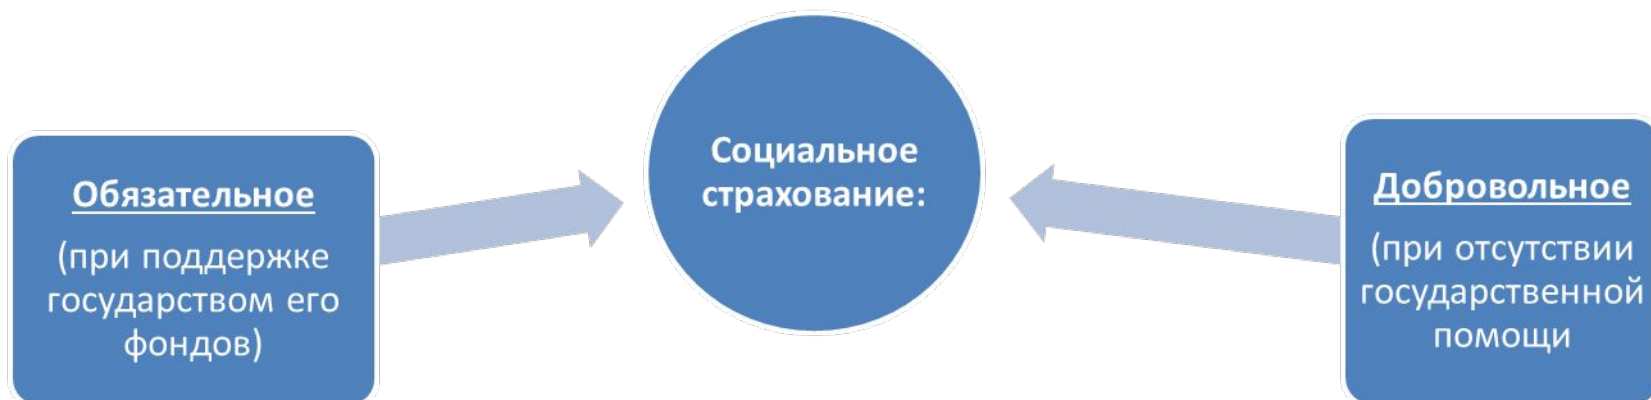 Обязательное
(при поддержке
государством его
фондов)
Социальное
страхование:
Добровольное
(при отсутствии
государственной
помощи